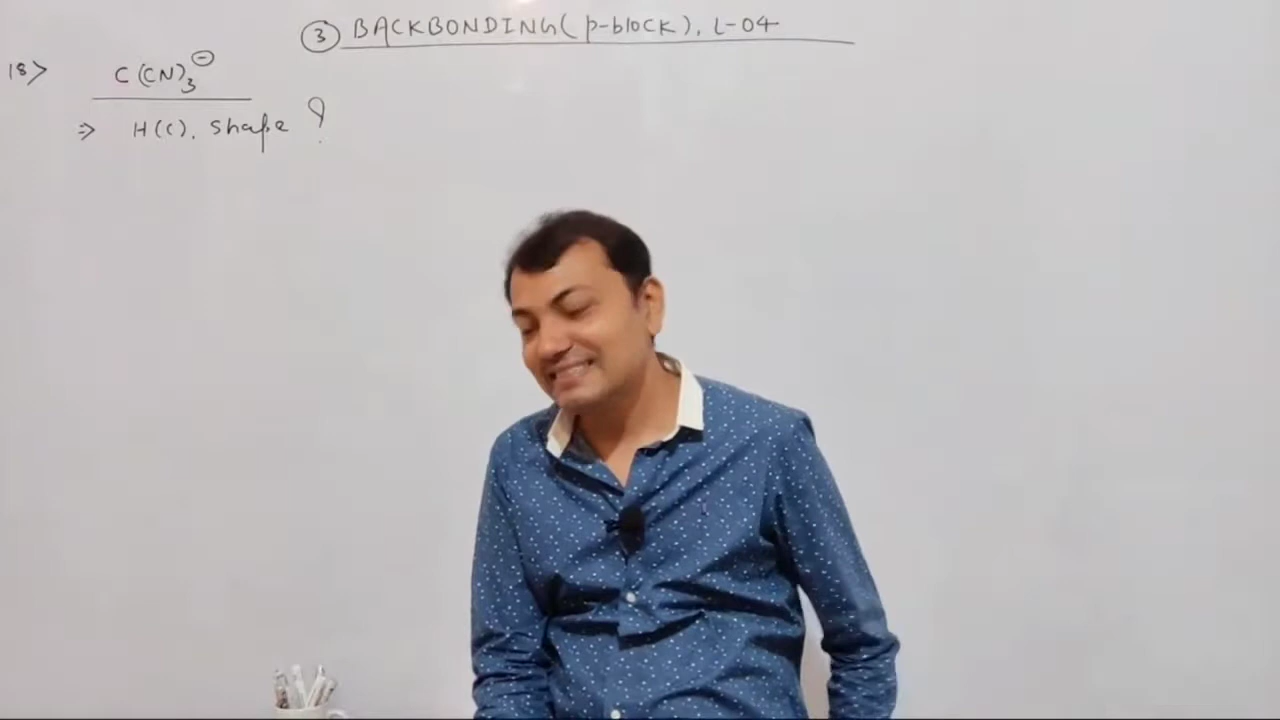 ③ BACKBONDING (p-block), L-04
18> C(CN)₃⊖
⇒ H(C), Shape ?